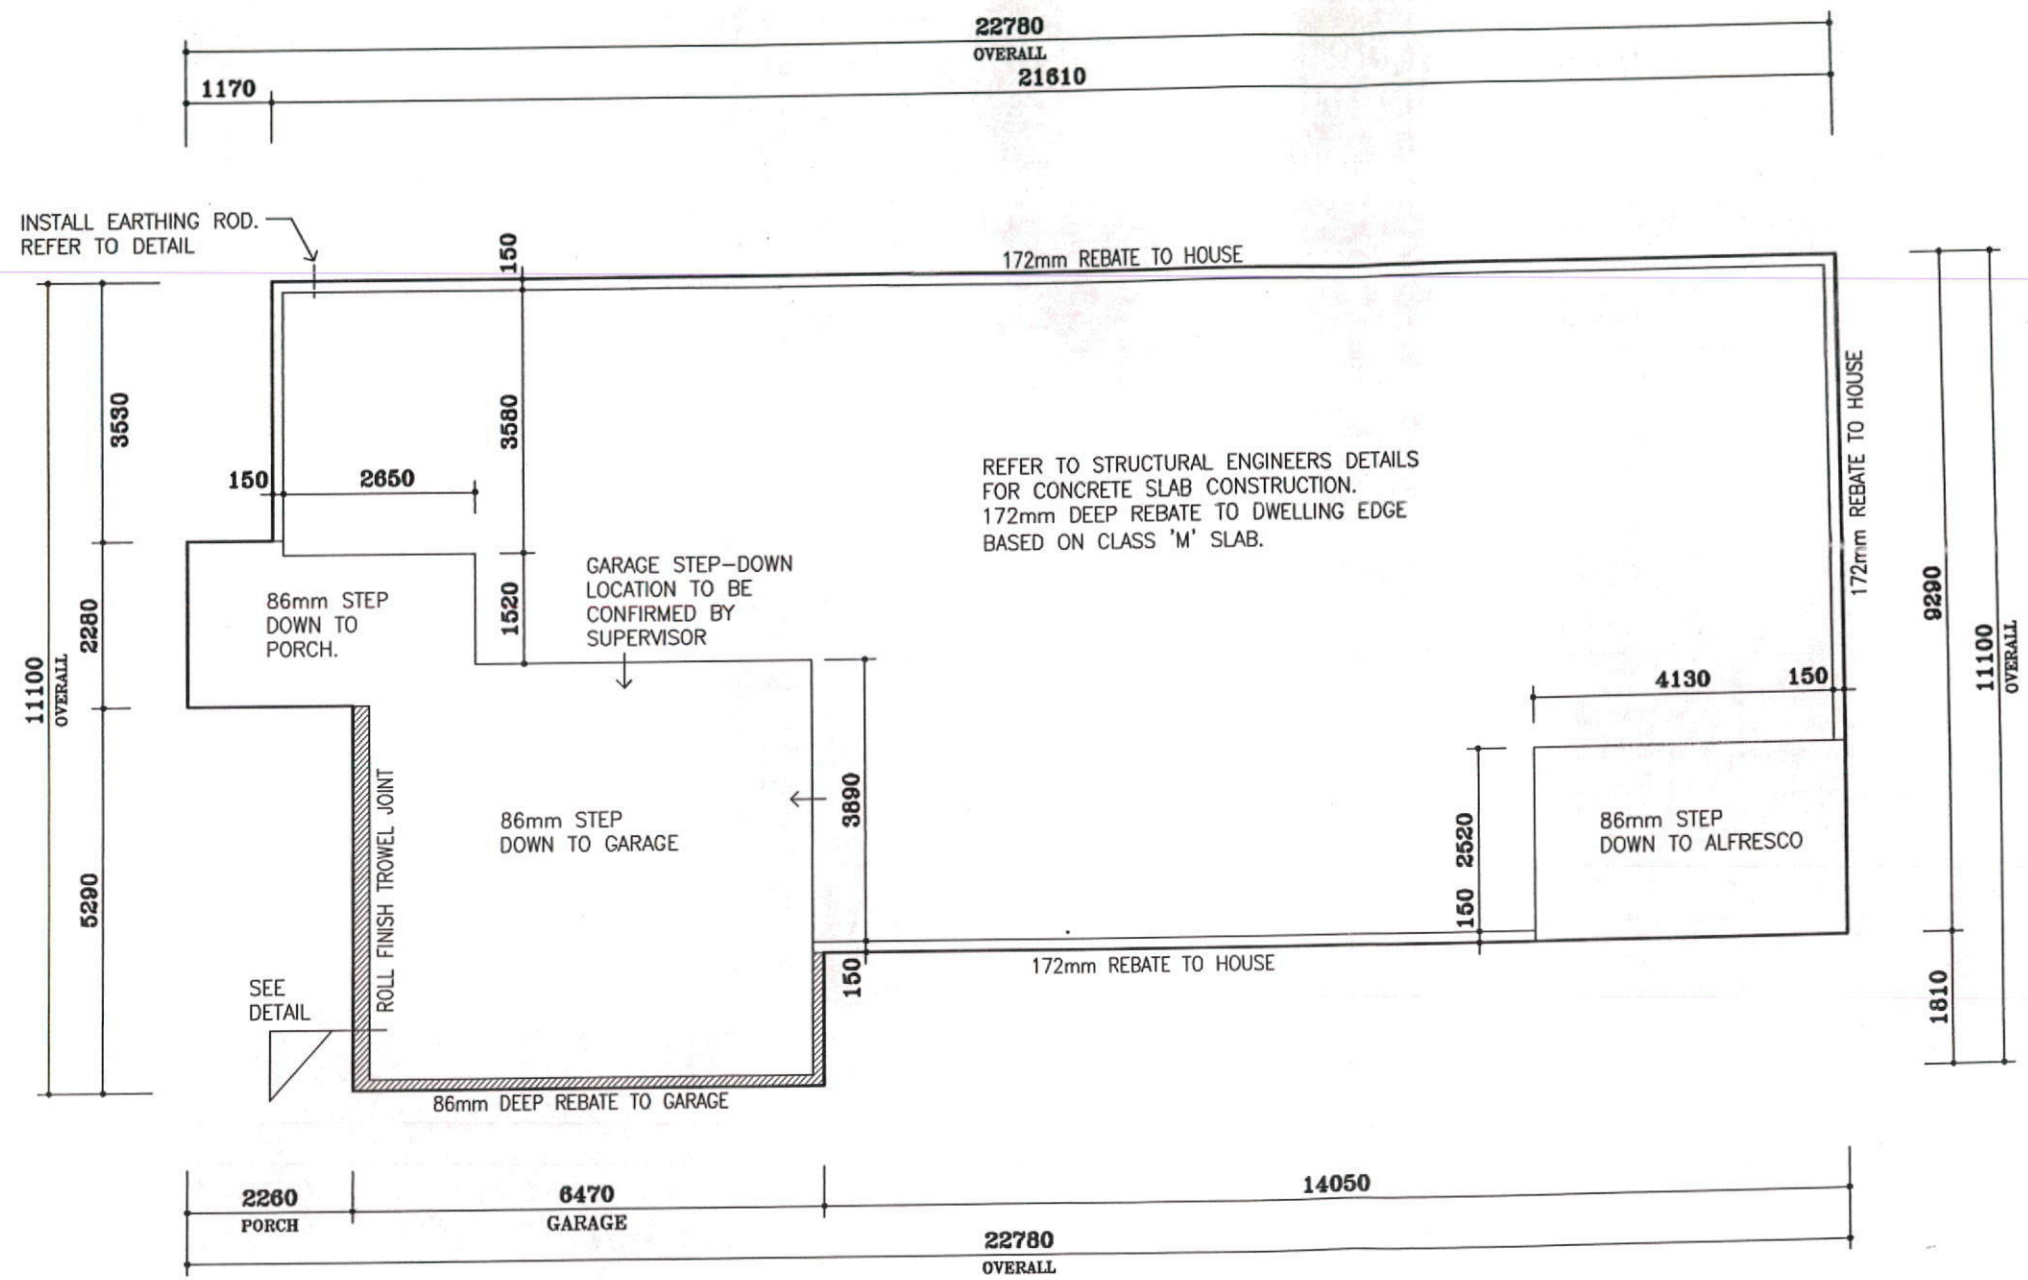 22780
OVERALL
1170
21610
INSTALL EARTHING ROD.
REFER TO DETAIL
150
172mm REBATE TO HOUSE
3530
3580
150
2650
REFER TO STRUCTURAL ENGINEERS DETAILS
FOR CONCRETE SLAB CONSTRUCTION.
172mm DEEP REBATE TO DWELLING EDGE
BASED ON CLASS 'M' SLAB.
172mm REBATE TO HOUSE
GARAGE STEP-DOWN
LOCATION TO BE
CONFIRMED BY
SUPERVISOR
86mm STEP
DOWN TO
PORCH.
1520
2280
11100
OVERALL
9290
11100
OVERALL
4130
150
3890
86mm STEP
DOWN TO GARAGE
ROLL FINISH TROWEL JOINT
2520
150
86mm STEP
DOWN TO ALFRESCO
5290
150
172mm REBATE TO HOUSE
SEE
DETAIL
1810
86mm DEEP REBATE TO GARAGE
2260
PORCH
6470
GARAGE
14050
22780
OVERALL